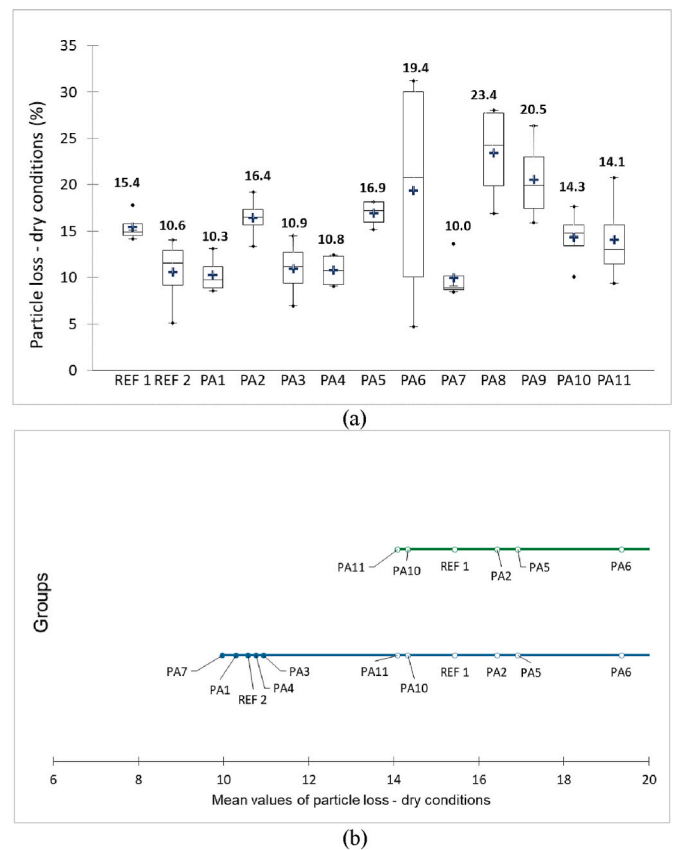 35
30
25
20
15
10
5
0
Particle loss - dry conditions (%)
15.4
10.6
10.3
16.4
10.9
10.8
16.9
19.4
10.0
23.4
20.5
14.3
14.1
REF 1 REF 2 PA1 PA2 PA3 PA4 PA5 PA6 PA7 PA8 PA9 PA10 PA11
(a)
Groups
PA11 PA10 REF 1 PA2 PA5 PA6
PA7 PA1 REF 2 PA4 PA3 PA11 PA10 REF 1 PA2 PA5 PA6
6 8 10 12 14 16 18 20
Mean values of particle loss - dry conditions
(b)